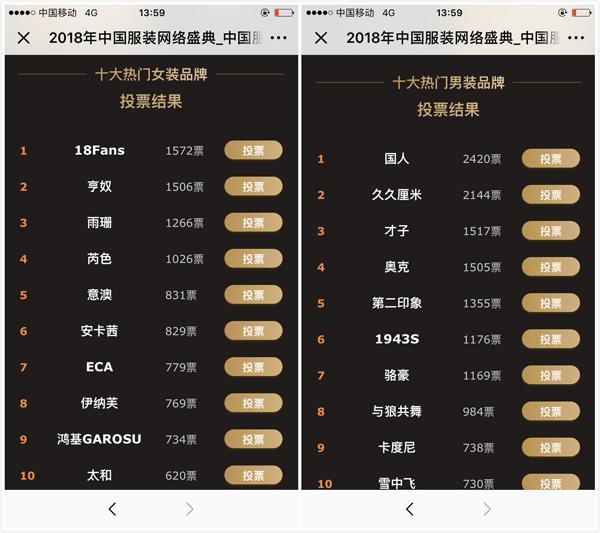 中国移动 4G 13:59
2018年中国服装网络盛典_中国服
十大热门女装品牌
投票结果
1 18Fans 1572票 投票
2 亨奴 1506票 投票
3 雨珊 1266票 投票
4 芮色 1026票 投票
5 意澳 831票 投票
6 安卡茜 829票 投票
7 ECA 779票 投票
8 伊纳芙 769票 投票
9 鸿基GAROSU 734票 投票
10 太和 620票 投票
中国移动 4G 13:59
2018年中国服装网络盛典_中国服
十大热门男装品牌
投票结果
1 国人 2420票 投票
2 久久厘米 2144票 投票
3 才子 1517票 投票
4 奥克 1505票 投票
5 第二印象 1355票 投票
6 1943S 1176票 投票
7 骆豪 1169票 投票
8 与狼共舞 984票 投票
9 卡度尼 738票 投票
10 雪中飞 730票 投票